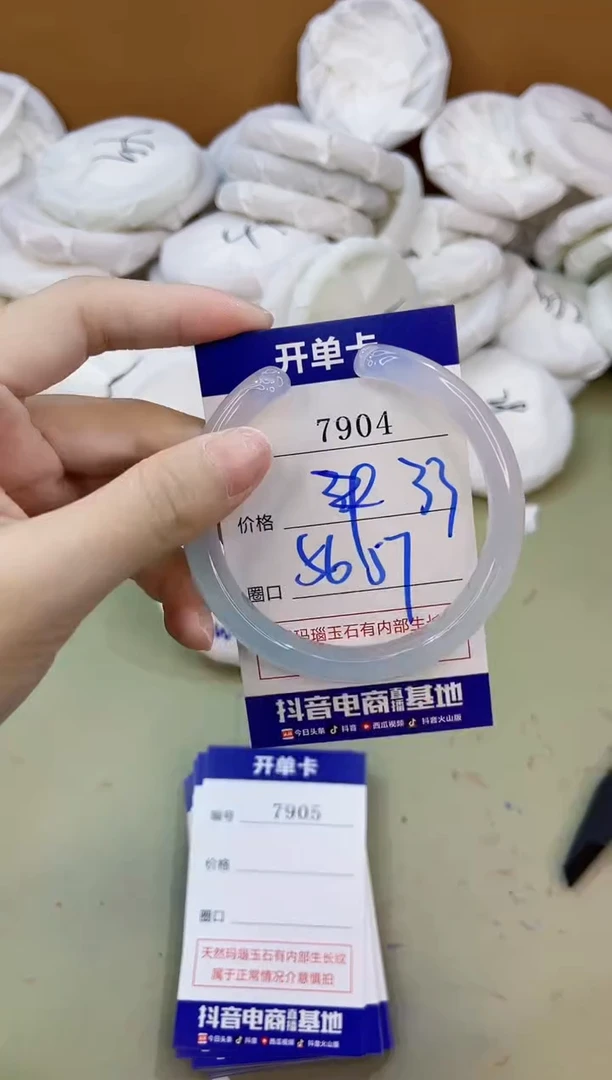 开单卡
7904
33
价格
56 57
圈口
玛瑙玉石有内部生长
抖音电商直播基地
今日头条 抖音 西瓜视频 抖音火山版
开单卡
编号 7905
价格
圈口
天然玛瑙玉石有内部生长纹
属于正常情况介意慎拍
抖音电商直播基地
今日头条 抖音 西瓜视频 抖音火山版